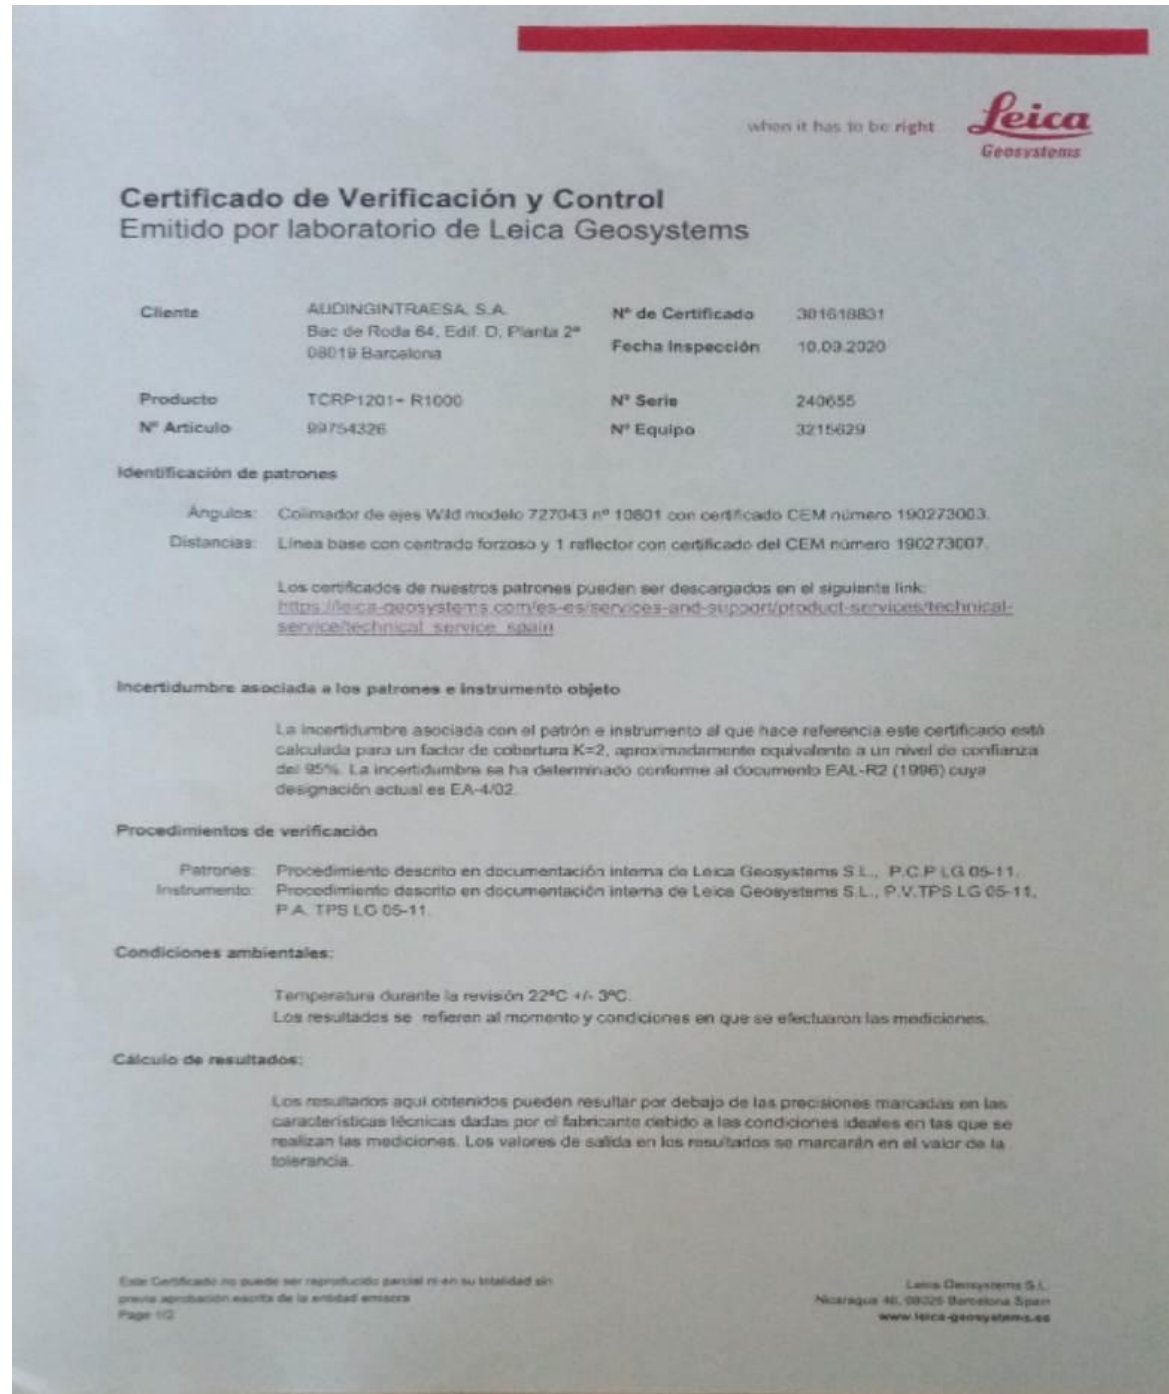 when it has to be right
Leica
Geosystems
Certificado de Verificación y Control
Emitido por laboratorio de Leica Geosystems
Cliente AUDINGINTRAESA, S.A. Nº de Certificado 301618831
Bac de Roda 64, Edif. D, Planta 2ª
08019 Barcelona Fecha Inspección 10.09.2020
Producto TCRP1201+ R1000 Nº Serie 240655
Nº Articulo 99754326 Nº Equipo 3215629
Identificación de patrones
Ángulos: Colimador de ejes Wild modelo 727043 nº 10801 con certificado CEM número 190273003.
Distancias: Línea base con centrado forzoso y 1 reflector con certificado del CEM número 190273007.
Los certificados de nuestros patrones pueden ser descargados en el siguiente link:
https://leica-geosystems.com/es-es/services-and-support/product-services/technical-
service/technical_service_spain
Incertidumbre asociada a los patrones e instrumento objeto
La incertidumbre asociada con el patrón e instrumento al que hace referencia este certificado está
calculada para un factor de cobertura K=2, aproximadamente equivalente a un nivel de confianza
del 95%. La incertidumbre se ha determinado conforme al documento EAL-R2 (1996) cuya
designación actual es EA-4/02.
Procedimientos de verificación
Patrones: Procedimiento descrito en documentación interna de Leica Geosystems S.L., P.C.P LG 05-11.
Instrumento: Procedimiento descrito en documentación interna de Leica Geosystems S.L., P.V.TPS LG 05-11,
P.A. TPS LG 05-11.
Condiciones ambientales:
Temperatura durante la revisión 22ºC +/- 3ºC.
Los resultados se refieren al momento y condiciones en que se efectuaron las mediciones.
Cálculo de resultados:
Los resultados aquí obtenidos pueden resultar por debajo de las precisiones marcadas en las
características técnicas dadas por el fabricante debido a las condiciones ideales en las que se
realizan las mediciones. Los valores de salida en los resultados se marcarán en el valor de la
tolerancia.
Este Certificado no puede ser reproducido parcial ni en su totalidad sin
previa aprobación escrita de la entidad emisora
Page 1/2
Leica Geosystems S.L.
Nicaragua 46, 08029 Barcelona Spain
www.leica-geosystems.es